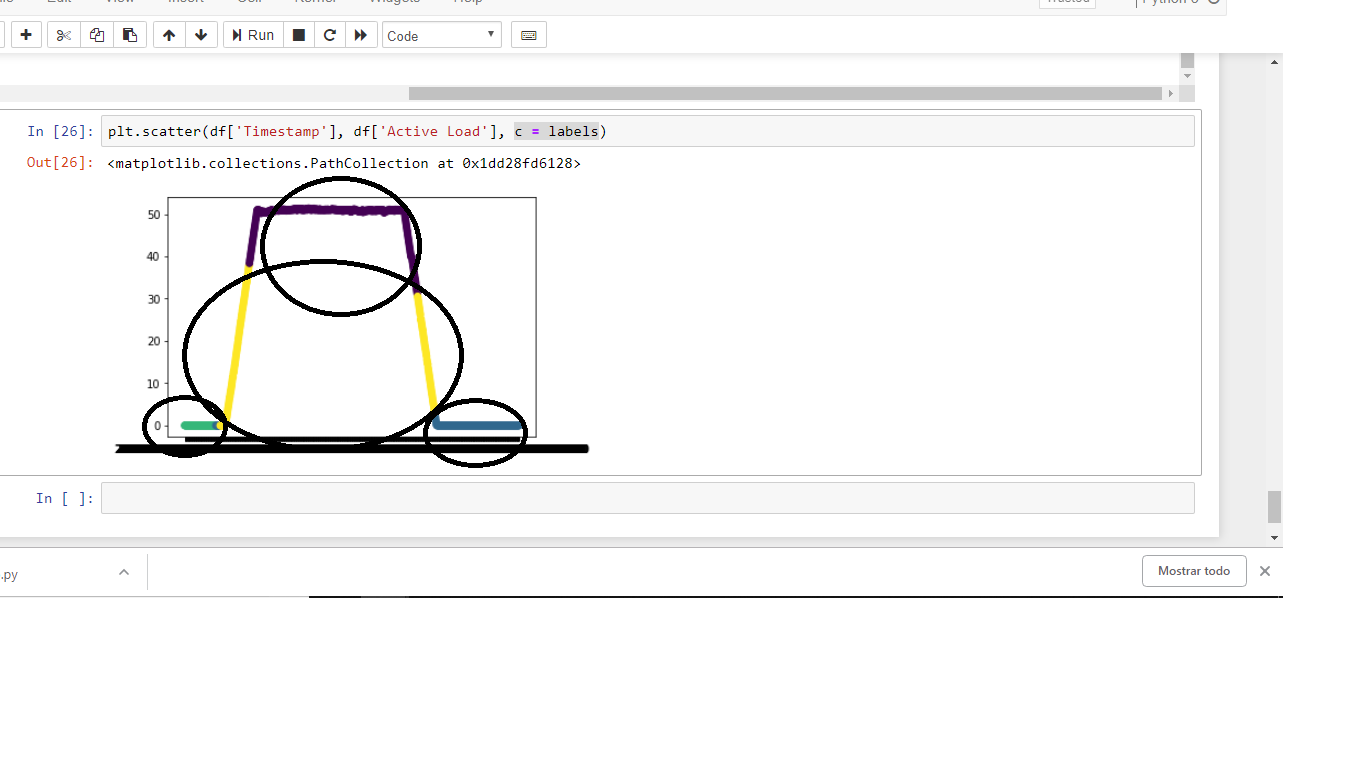 Run
Code
In [26]: plt.scatter(df['Timestamp'], df['Active Load'], c = labels)
Out[26]: <matplotlib.collections.PathCollection at 0x1dd28fd6128>
50
40
30
20
10
0
In [ ]:
.py
Mostrar todo